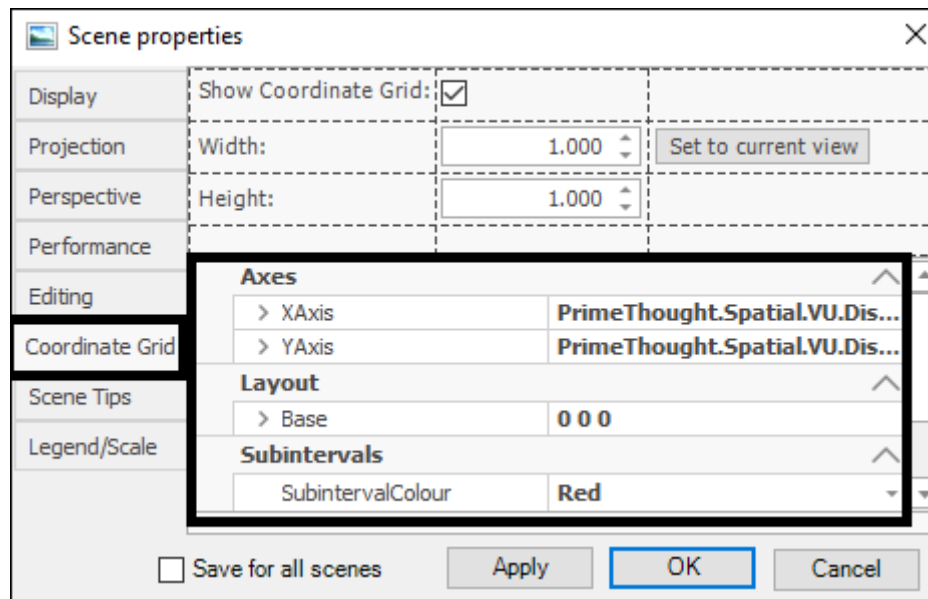 Scene properties
Display
Projection
Perspective
Performance
Editing
Coordinate Grid
Scene Tips
Legend/Scale
Show Coordinate Grid:
Width: 1.000 Set to current view
Height: 1.000
Axes
XAxis PrimeThought.Spatial.VU.Dis...
YAxis PrimeThought.Spatial.VU.Dis...
Layout
Base 0 0 0
Subintervals
SubintervalColour Red
Save for all scenes Apply OK Cancel